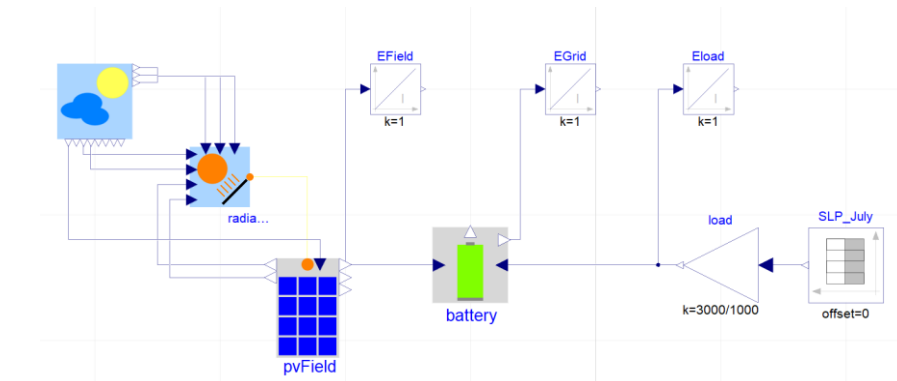 EField
EGrid
Eload
k=1
k=1
k=1
radia...
load
SLP_July
battery
k=3000/1000
offset=0
pvField